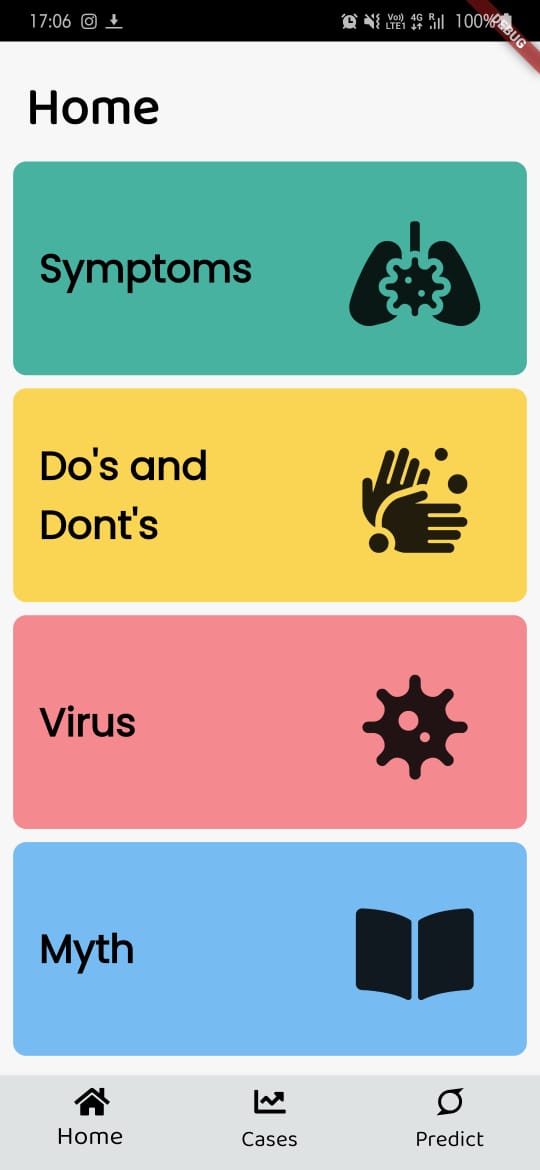 17:06 Vo)) 4G R 100%
LTE1
DEBUG
Home
Symptoms
Do's and
Dont's
Virus
Myth
Home Cases Predict